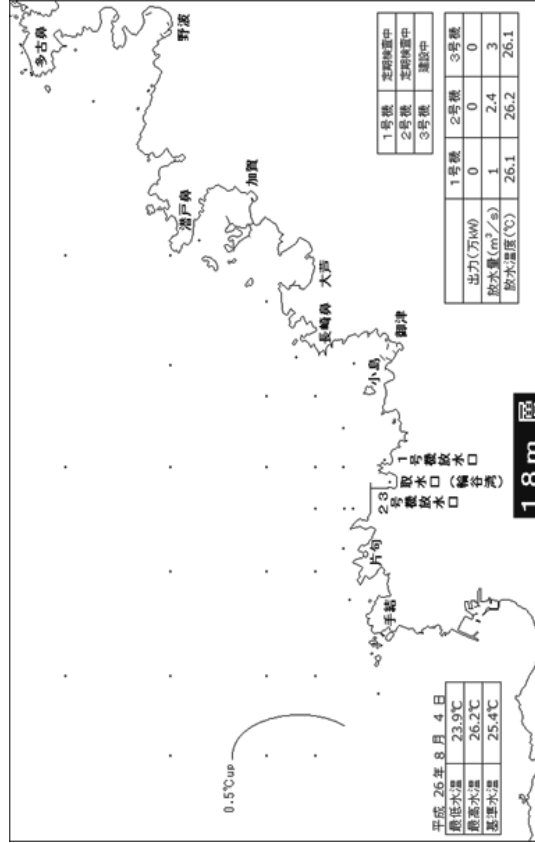 多古鼻
野波
潜戸鼻
加賀
大芦
長崎鼻
御津
小島
1号機放水口
取水口（輪谷湾）
2 3号機放水口
片句
手結
0.5℃up
1号機 定期検査中
2号機 定期検査中
3号機 建設中
1号機 2号機 3号機
出力(万kW) 0 0 0
放水量(m³/s) 1 2.4 3
放水温度(℃) 26.1 26.2 26.1
18m 層
平成 26年 8月 4日
最低水温 23.9℃
最高水温 26.2℃
基準水温 25.4℃